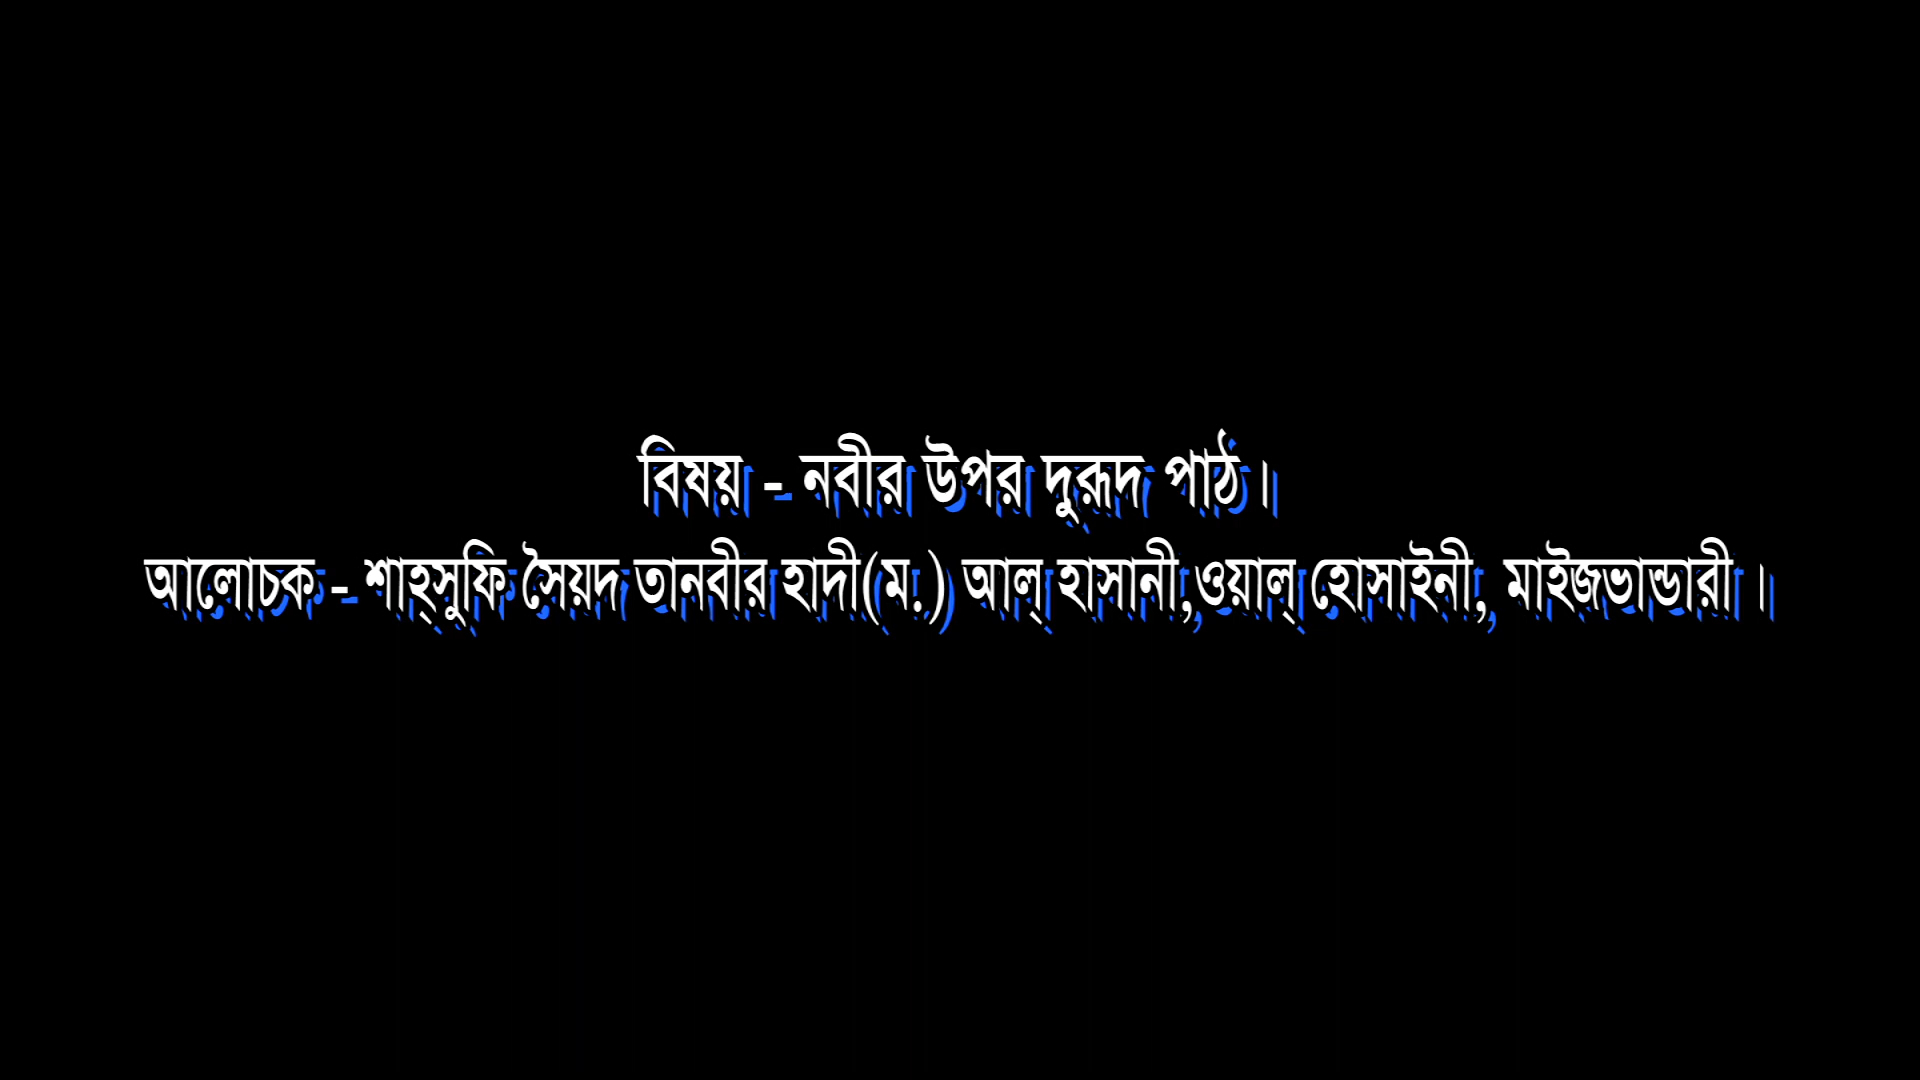 বিষয় - নবীর উপর দুরূদ পাঠ।
আলোচক - শাহ্সুফি সৈয়দ তানবীর হাদী(ম.) আল্ হাসানী,ওয়াল্ হোসাইনী, মাইজভান্ডারী।